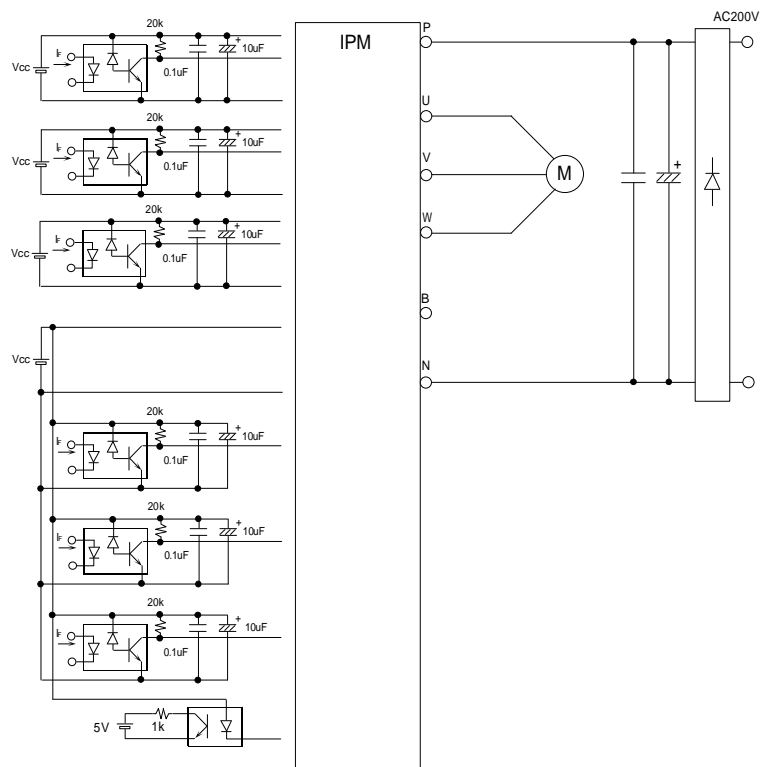 AC200V
IPM
P
U
V
W
B
N
M
+
20k
Vcc
IF
0.1uF
+
10uF
20k
Vcc
IF
0.1uF
+
10uF
20k
Vcc
IF
0.1uF
+
10uF
Vcc
20k
IF
0.1uF
+
10uF
20k
IF
0.1uF
+
10uF
20k
IF
0.1uF
+
10uF
5V
1k